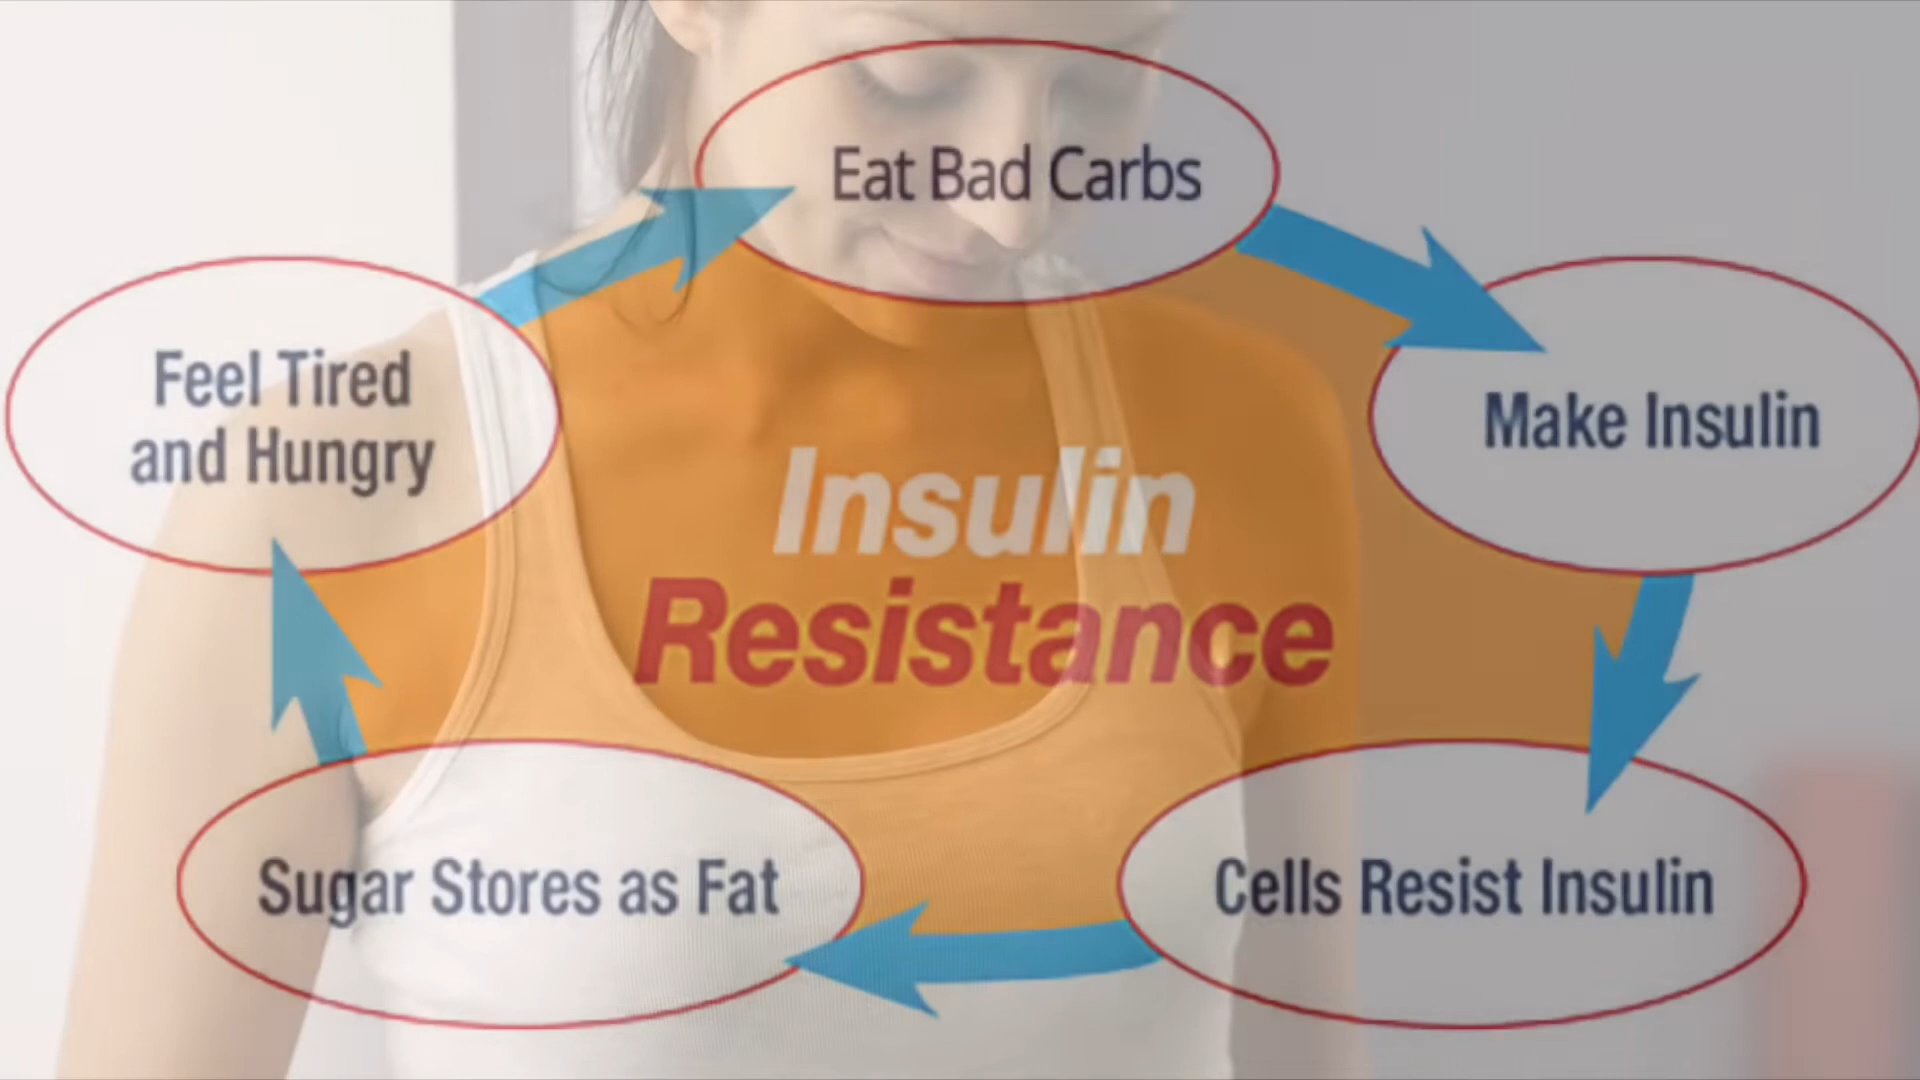 Eat Bad Carbs
Make Insulin
Cells Resist Insulin
Sugar Stores as Fat
Feel Tired
and Hungry
Insulin
Resistance